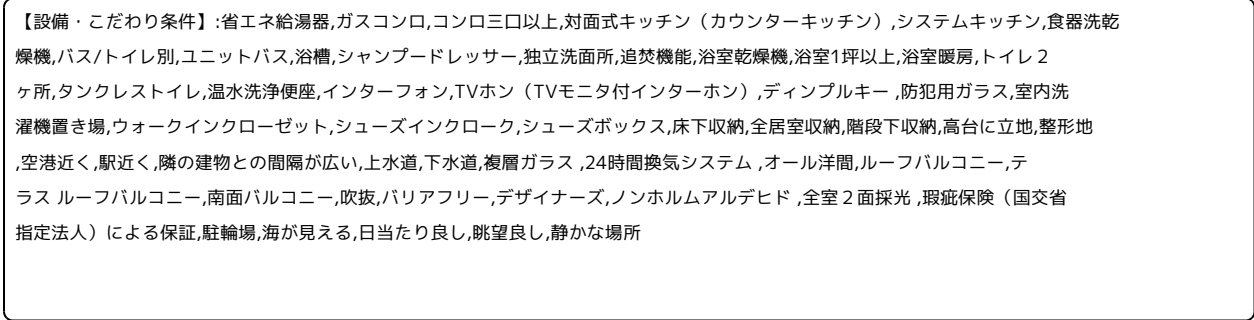 【設備・こだわり条件】:省エネ給湯器,ガスコンロ,コンロ三口以上,対面式キッチン（カウンターキッチン）,システムキッチン,食器洗乾
燥機,バス/トイレ別,ユニットバス,浴槽,シャンプードレッサー,独立洗面所,追焚機能,浴室乾燥機,浴室1坪以上,浴室暖房,トイレ２
ヶ所,タンクレストイレ,温水洗浄便座,インターフォン,TVホン（TVモニタ付インターホン）,ディンプルキー ,防犯用ガラス,室内洗
濯機置き場,ウォークインクローゼット,シューズインクローク,シューズボックス,床下収納,全居室収納,階段下収納,高台に立地,整形地
,空港近く,駅近く,隣の建物との間隔が広い,上水道,下水道,複層ガラス ,24時間換気システム ,オール洋間,ルーフバルコニー,テ
ラス ルーフバルコニー,南面バルコニー,吹抜,バリアフリー,デザイナーズ,ノンホルムアルデヒド ,全室２面採光 ,瑕疵保険（国交省
指定法人）による保証,駐輪場,海が見える,日当たり良し,眺望良し,静かな場所